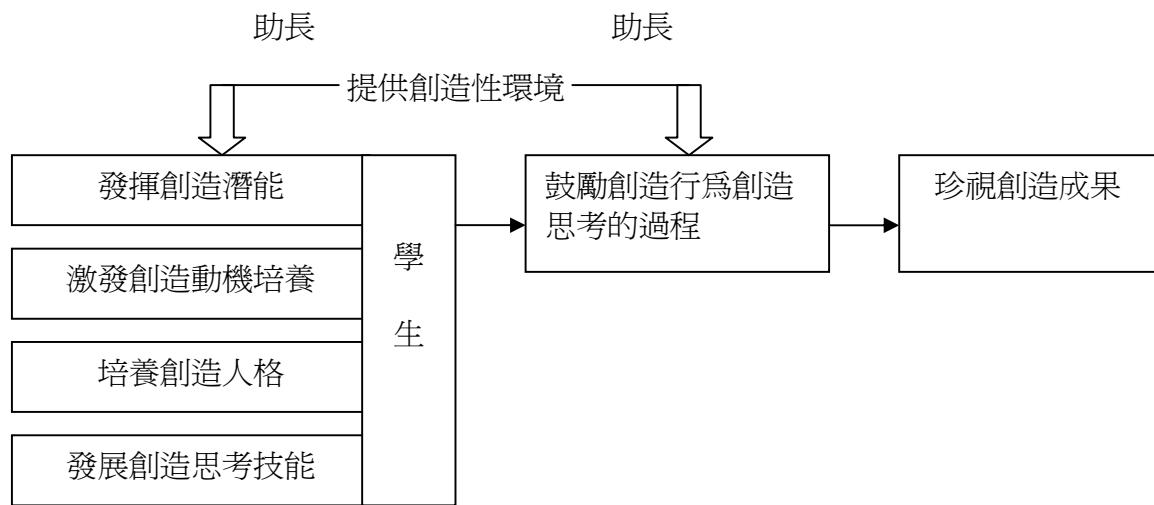 助長 助長
提供創造性環境
發揮創造潛能
激發創造動機培養
培養創造人格
發展創造思考技能
學
生
鼓勵創造行為創造
思考的過程
珍視創造成果